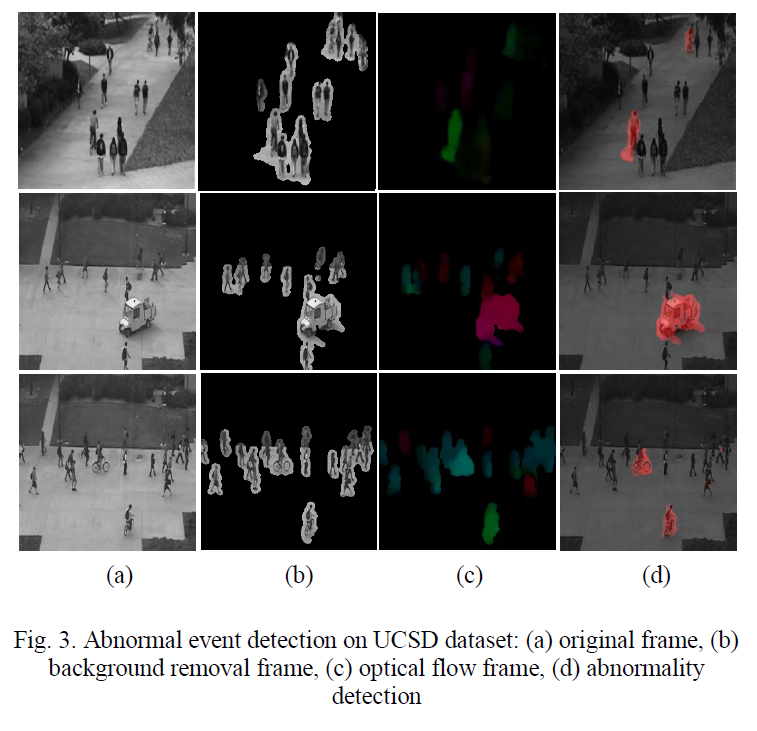 (a) (b) (c) (d)
Fig. 3. Abnormal event detection on UCSD dataset: (a) original frame, (b)
background removal frame, (c) optical flow frame, (d) abnormality
detection